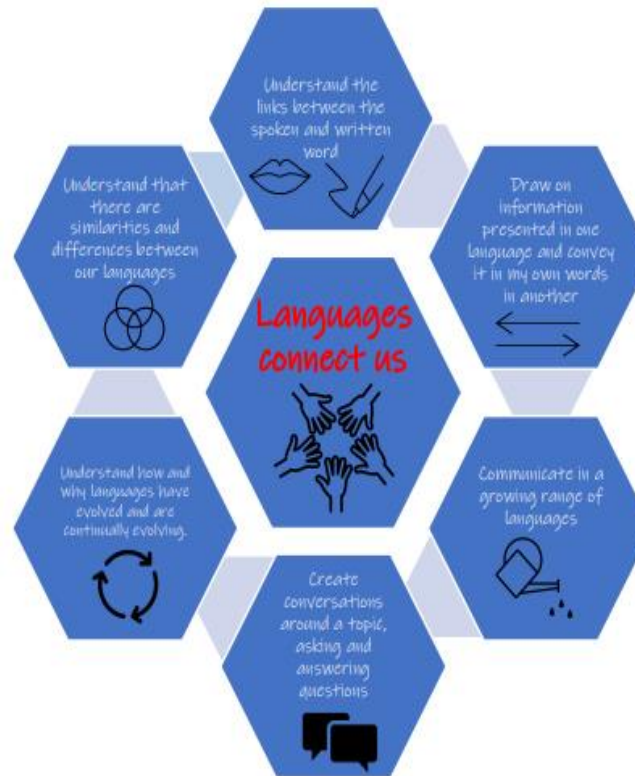 Understand the
links between the
spoken and written
word
Draw on
information
presented in one
language and convey
it in my own words
in another
Communicate in a
growing range of
languages
Create
conversations
around a topic,
asking and
answering
questions
Understand how and
why languages have
evolved and are
continually evolving.
Understand that
there are
similarities and
differences between
our languages
Languages
connect us